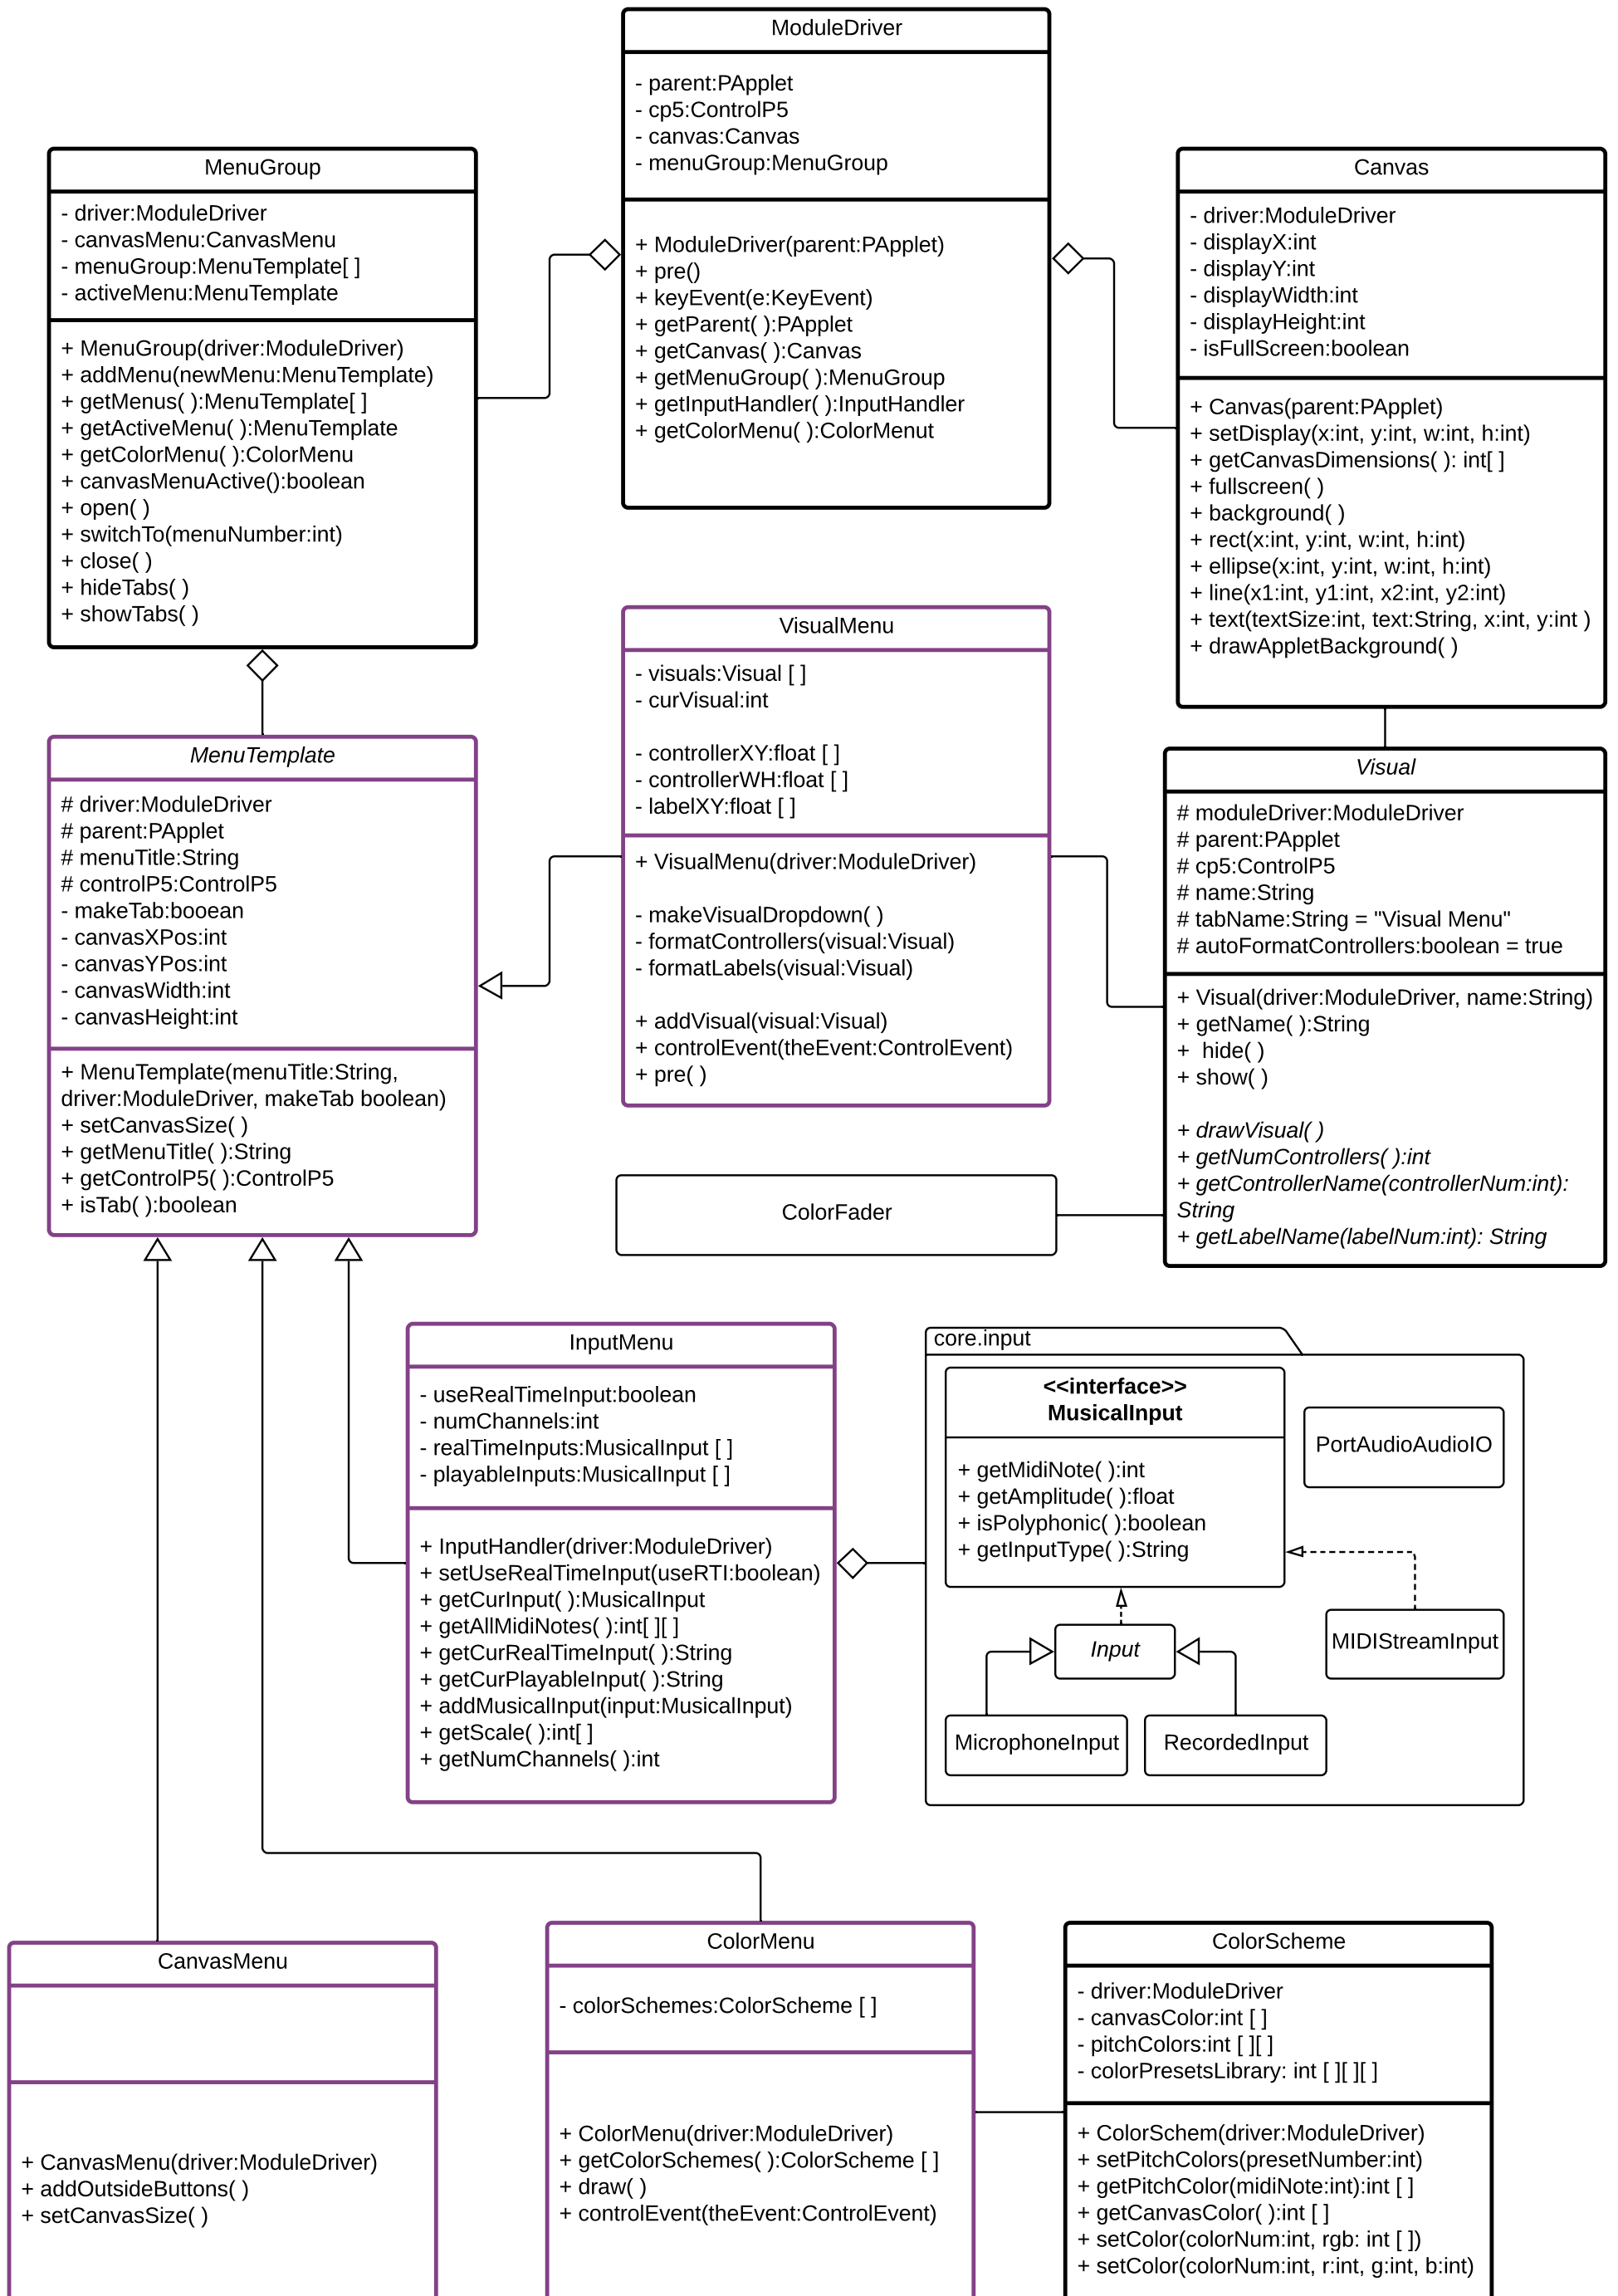 ModuleDriver
- parent:PApplet
- cp5:ControlP5
- canvas:Canvas
- menuGroup:MenuGroup
+ ModuleDriver(parent:PApplet)
+ pre()
+ keyEvent(e:KeyEvent)
+ getParent( ):PApplet
+ getCanvas( ):Canvas
+ getMenuGroup( ):MenuGroup
+ getInputHandler( ):InputHandler
+ getColorMenu( ):ColorMenut
MenuGroup
- driver:ModuleDriver
- canvasMenu:CanvasMenu
- menuGroup:MenuTemplate[ ]
- activeMenu:MenuTemplate
+ MenuGroup(driver:ModuleDriver)
+ addMenu(newMenu:MenuTemplate)
+ getMenus( ):MenuTemplate[ ]
+ getActiveMenu( ):MenuTemplate
+ getColorMenu( ):ColorMenu
+ canvasMenuActive():boolean
+ open( )
+ switchTo(menuNumber:int)
+ close( )
+ hideTabs( )
+ showTabs( )
Canvas
- driver:ModuleDriver
- displayX:int
- displayY:int
- displayWidth:int
- displayHeight:int
- isFullScreen:boolean
+ Canvas(parent:PApplet)
+ setDisplay(x:int, y:int, w:int, h:int)
+ getCanvasDimensions( ): int[ ]
+ fullscreen( )
+ background( )
+ rect(x:int, y:int, w:int, h:int)
+ ellipse(x:int, y:int, w:int, h:int)
+ line(x1:int, y1:int, x2:int, y2:int)
+ text(textSize:int, text:String, x:int, y:int )
+ drawAppletBackground( )
VisualMenu
- visuals:Visual [ ]
- curVisual:int
- controllerXY:float [ ]
- controllerWH:float [ ]
- labelXY:float [ ]
+ VisualMenu(driver:ModuleDriver)
- makeVisualDropdown( )
- formatControllers(visual:Visual)
- formatLabels(visual:Visual)
+ addVisual(visual:Visual)
+ controlEvent(theEvent:ControlEvent)
+ pre( )
MenuTemplate
# driver:ModuleDriver
# parent:PApplet
# menuTitle:String
# controlP5:ControlP5
- makeTab:booean
- canvasXPos:int
- canvasYPos:int
- canvasWidth:int
- canvasHeight:int
+ MenuTemplate(menuTitle:String,
driver:ModuleDriver, makeTab boolean)
+ setCanvasSize( )
+ getMenuTitle( ):String
+ getControlP5( ):ControlP5
+ isTab( ):boolean
Visual
# moduleDriver:ModuleDriver
# parent:PApplet
# cp5:ControlP5
# name:String
# tabName:String = "Visual Menu"
# autoFormatControllers:boolean = true
+ Visual(driver:ModuleDriver, name:String)
+ getName( ):String
+  hide( )
+ show( )
+ drawVisual( )
+ getNumControllers( ):int
+ getControllerName(controllerNum:int):
String
+ getLabelName(labelNum:int): String
ColorFader
InputMenu
- useRealTimeInput:boolean
- numChannels:int
- realTimeInputs:MusicalInput [ ]
- playableInputs:MusicalInput [ ]
+ InputHandler(driver:ModuleDriver)
+ setUseRealTimeInput(useRTI:boolean)
+ getCurInput( ):MusicalInput
+ getAllMidiNotes( ):int[ ][ ]
+ getCurRealTimeInput( ):String
+ getCurPlayableInput( ):String
+ addMusicalInput(input:MusicalInput)
+ getScale( ):int[ ]
+ getNumChannels( ):int
core.input
<<interface>>
MusicalInput
+ getMidiNote( ):int
+ getAmplitude( ):float
+ isPolyphonic( ):boolean
+ getInputType( ):String
PortAudioAudioIO
MIDIStreamInput
Input
MicrophoneInput
RecordedInput
CanvasMenu
+ CanvasMenu(driver:ModuleDriver)
+ addOutsideButtons( )
+ setCanvasSize( )
ColorMenu
- colorSchemes:ColorScheme [ ]
+ ColorMenu(driver:ModuleDriver)
+ getColorSchemes( ):ColorScheme [ ]
+ draw( )
+ controlEvent(theEvent:ControlEvent)
ColorScheme
- driver:ModuleDriver
- canvasColor:int [ ]
- pitchColors:int [ ][ ]
- colorPresetsLibrary: int [ ][ ][ ]
+ ColorSchem(driver:ModuleDriver)
+ setPitchColors(presetNumber:int)
+ getPitchColor(midiNote:int):int [ ]
+ getCanvasColor( ):int [ ]
+ setColor(colorNum:int, rgb: int [ ])
+ setColor(colorNum:int, r:int, g:int, b:int)